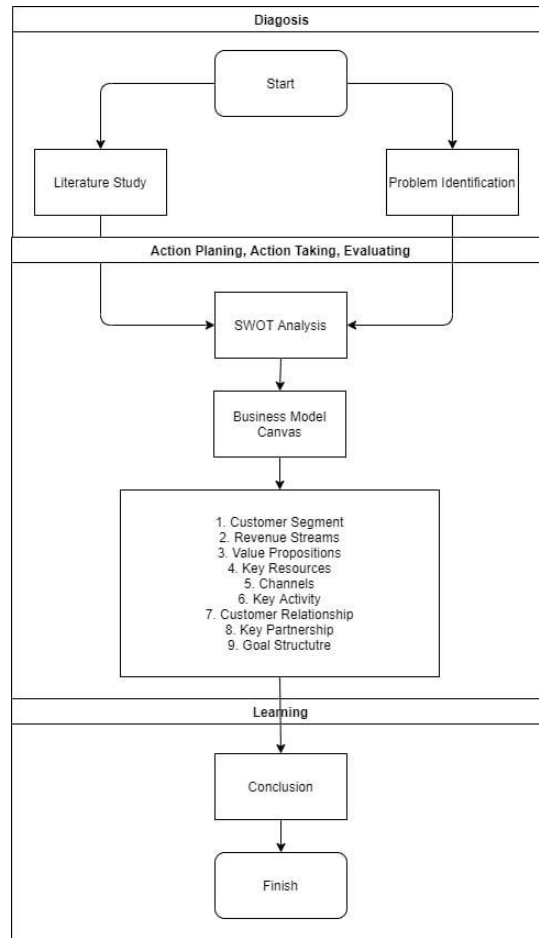 Diagosis
Start
Literature Study
Problem Identification
Action Planing, Action Taking, Evaluating
SWOT Analysis
Business Model
Canvas
1. Customer Segment
2. Revenue Streams
3. Value Propositions
4. Key Resources
5. Channels
6. Key Activity
7. Customer Relationship
8. Key Partnership
9. Goal Structutre
Learning
Conclusion
Finish